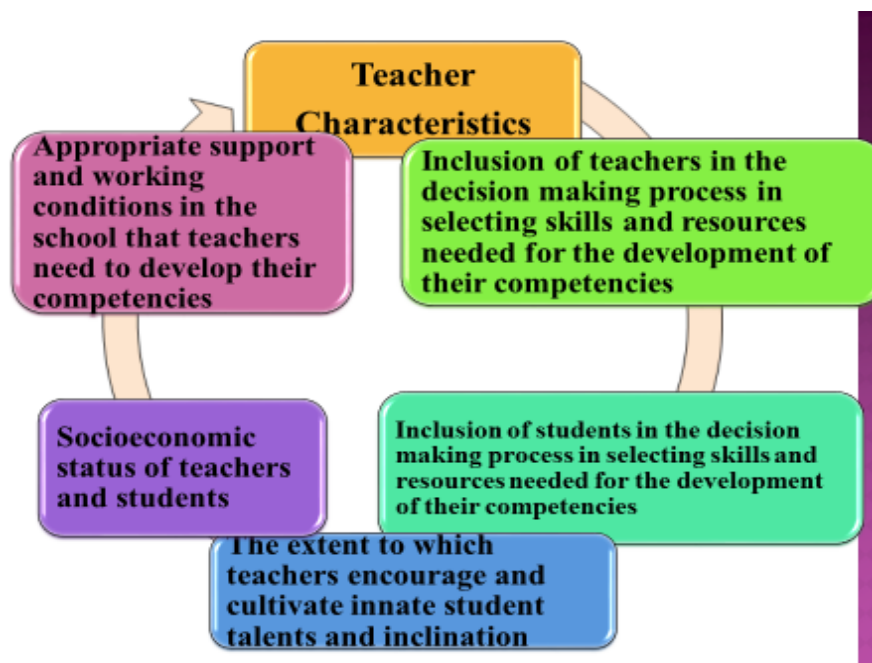 Teacher
Characteristics
Inclusion of teachers in the
decision making process in
selecting skills and resources
needed for the development of
their competencies
Inclusion of students in the decision
making process in selecting skills and
resources needed for the development
of their competencies
The extent to which
teachers encourage and
cultivate innate student
talents and inclination
Socioeconomic
status of teachers
and students
Appropriate support
and working
conditions in the
school that teachers
need to develop their
competencies